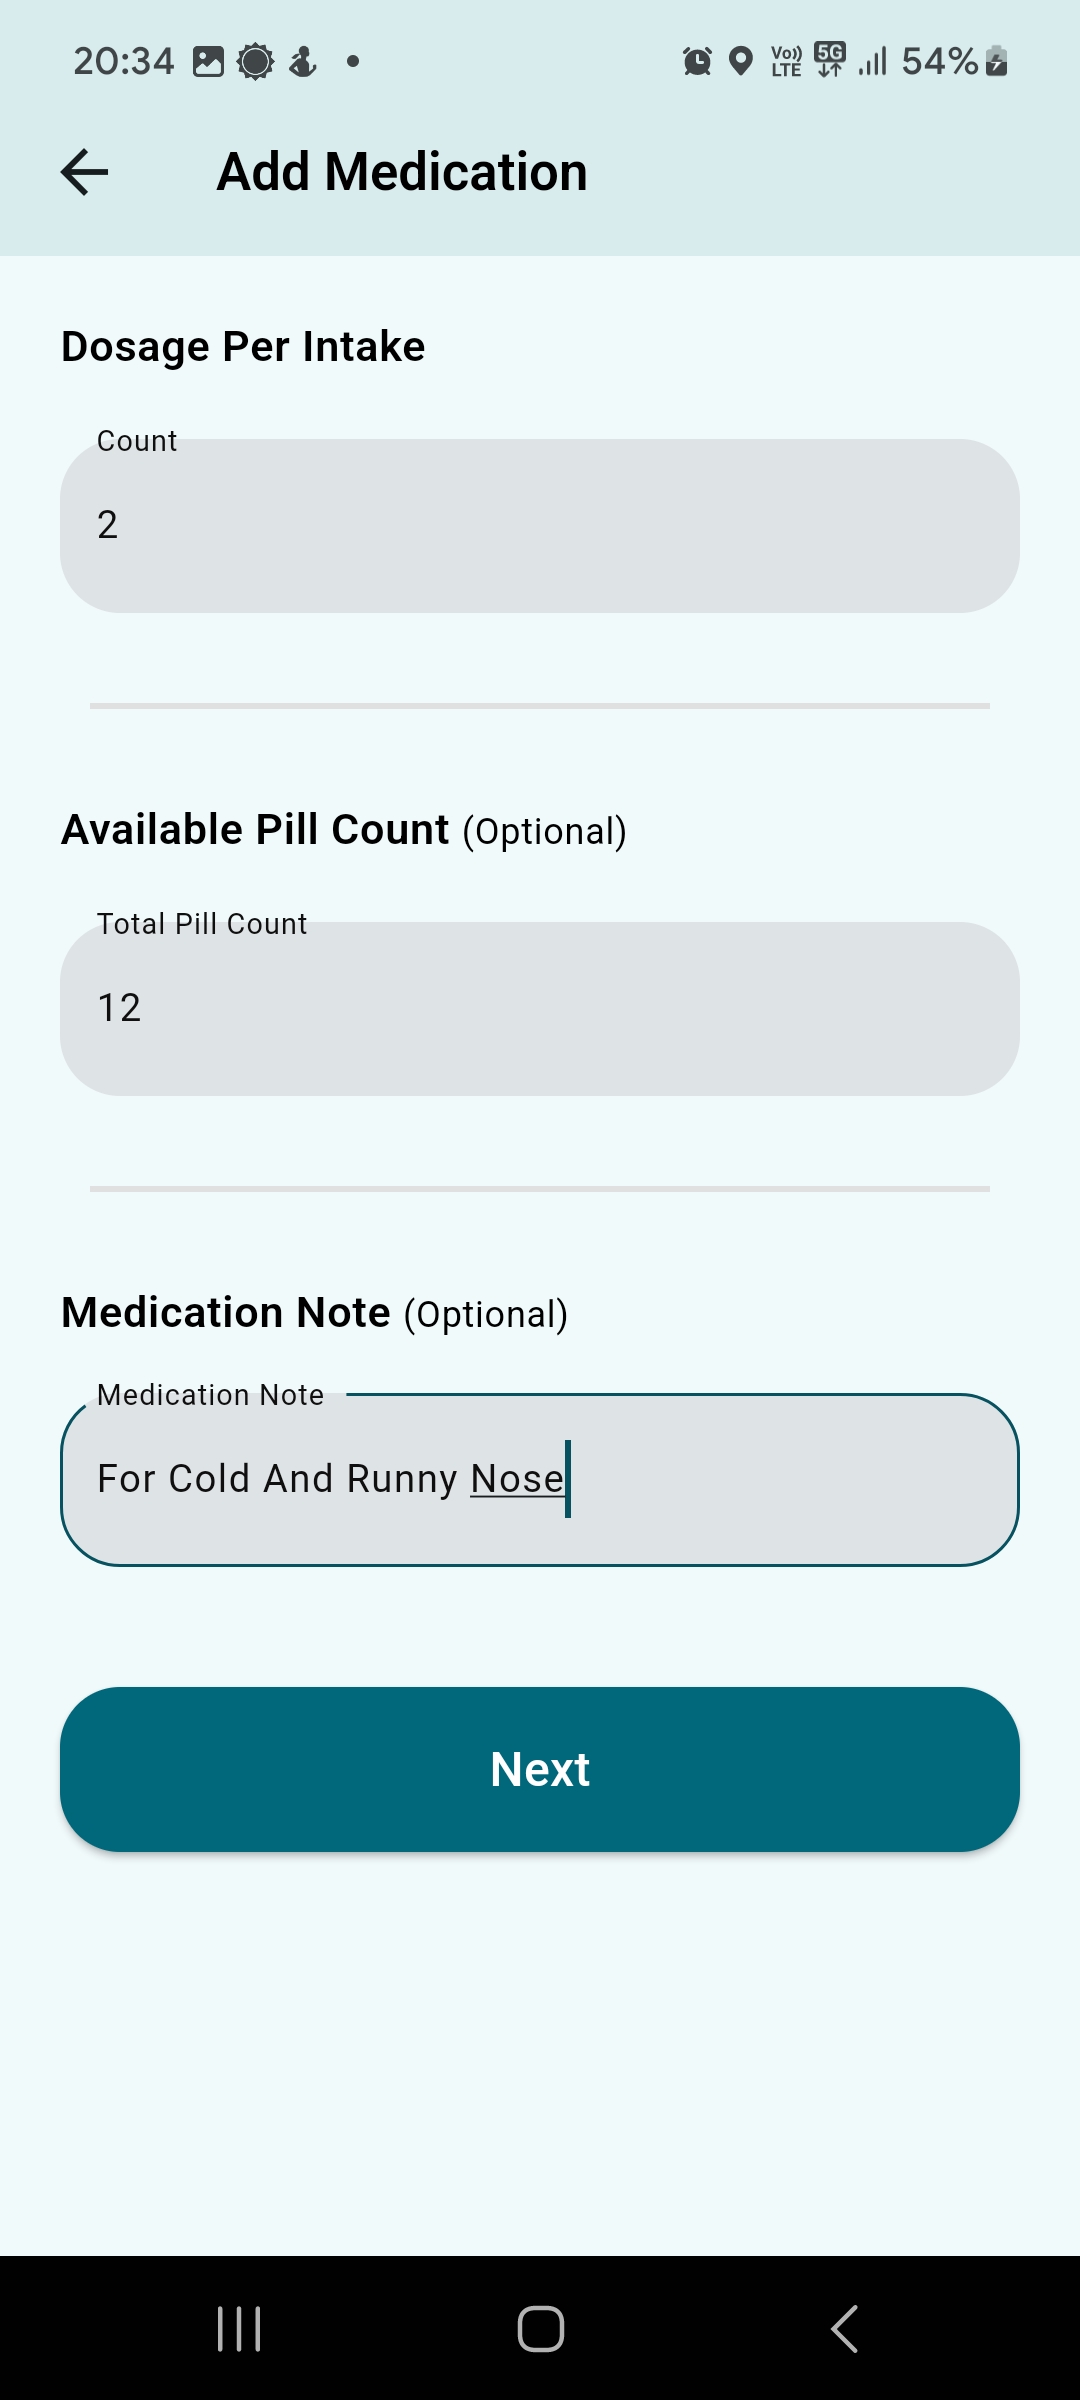 20:34 Vo)) LTE 5G 54%
Add Medication
Dosage Per Intake
Count
2
Available Pill Count (Optional)
Total Pill Count
12
Medication Note (Optional)
Medication Note
For Cold And Runny Nose
Next